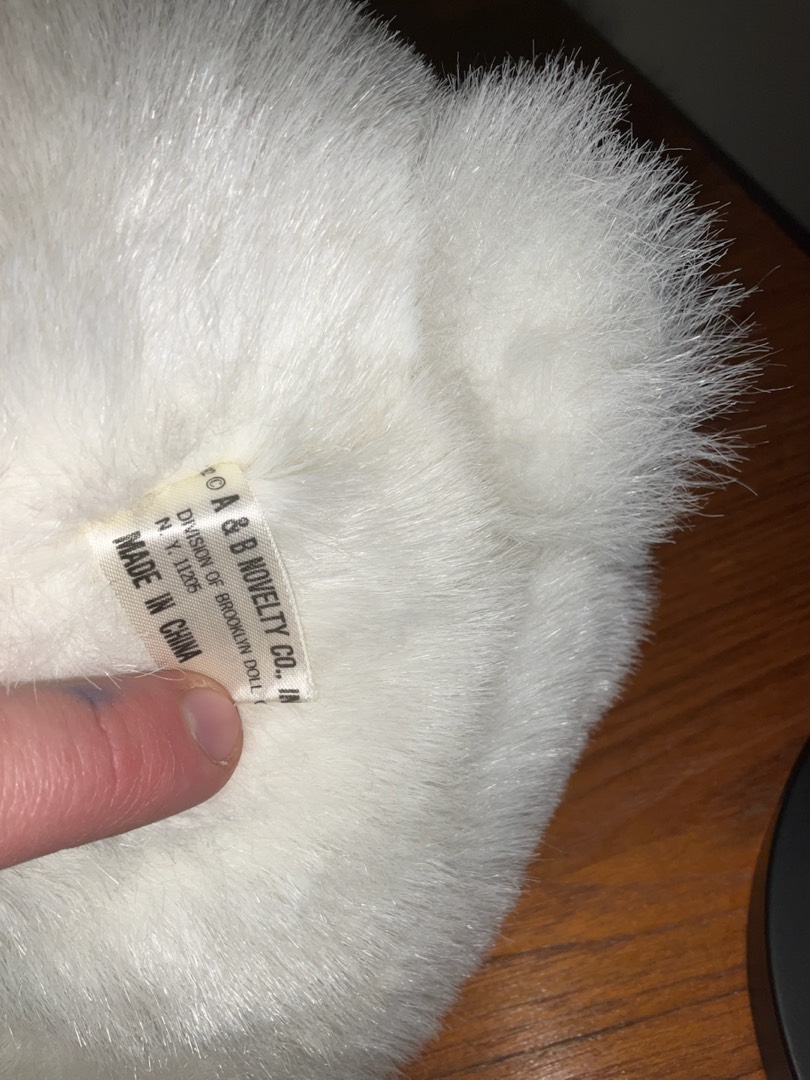 © A & B NOVELTY CO.,
DIVISION OF BROOKLYN DOLL
N. Y. 11205
MADE IN CHINA